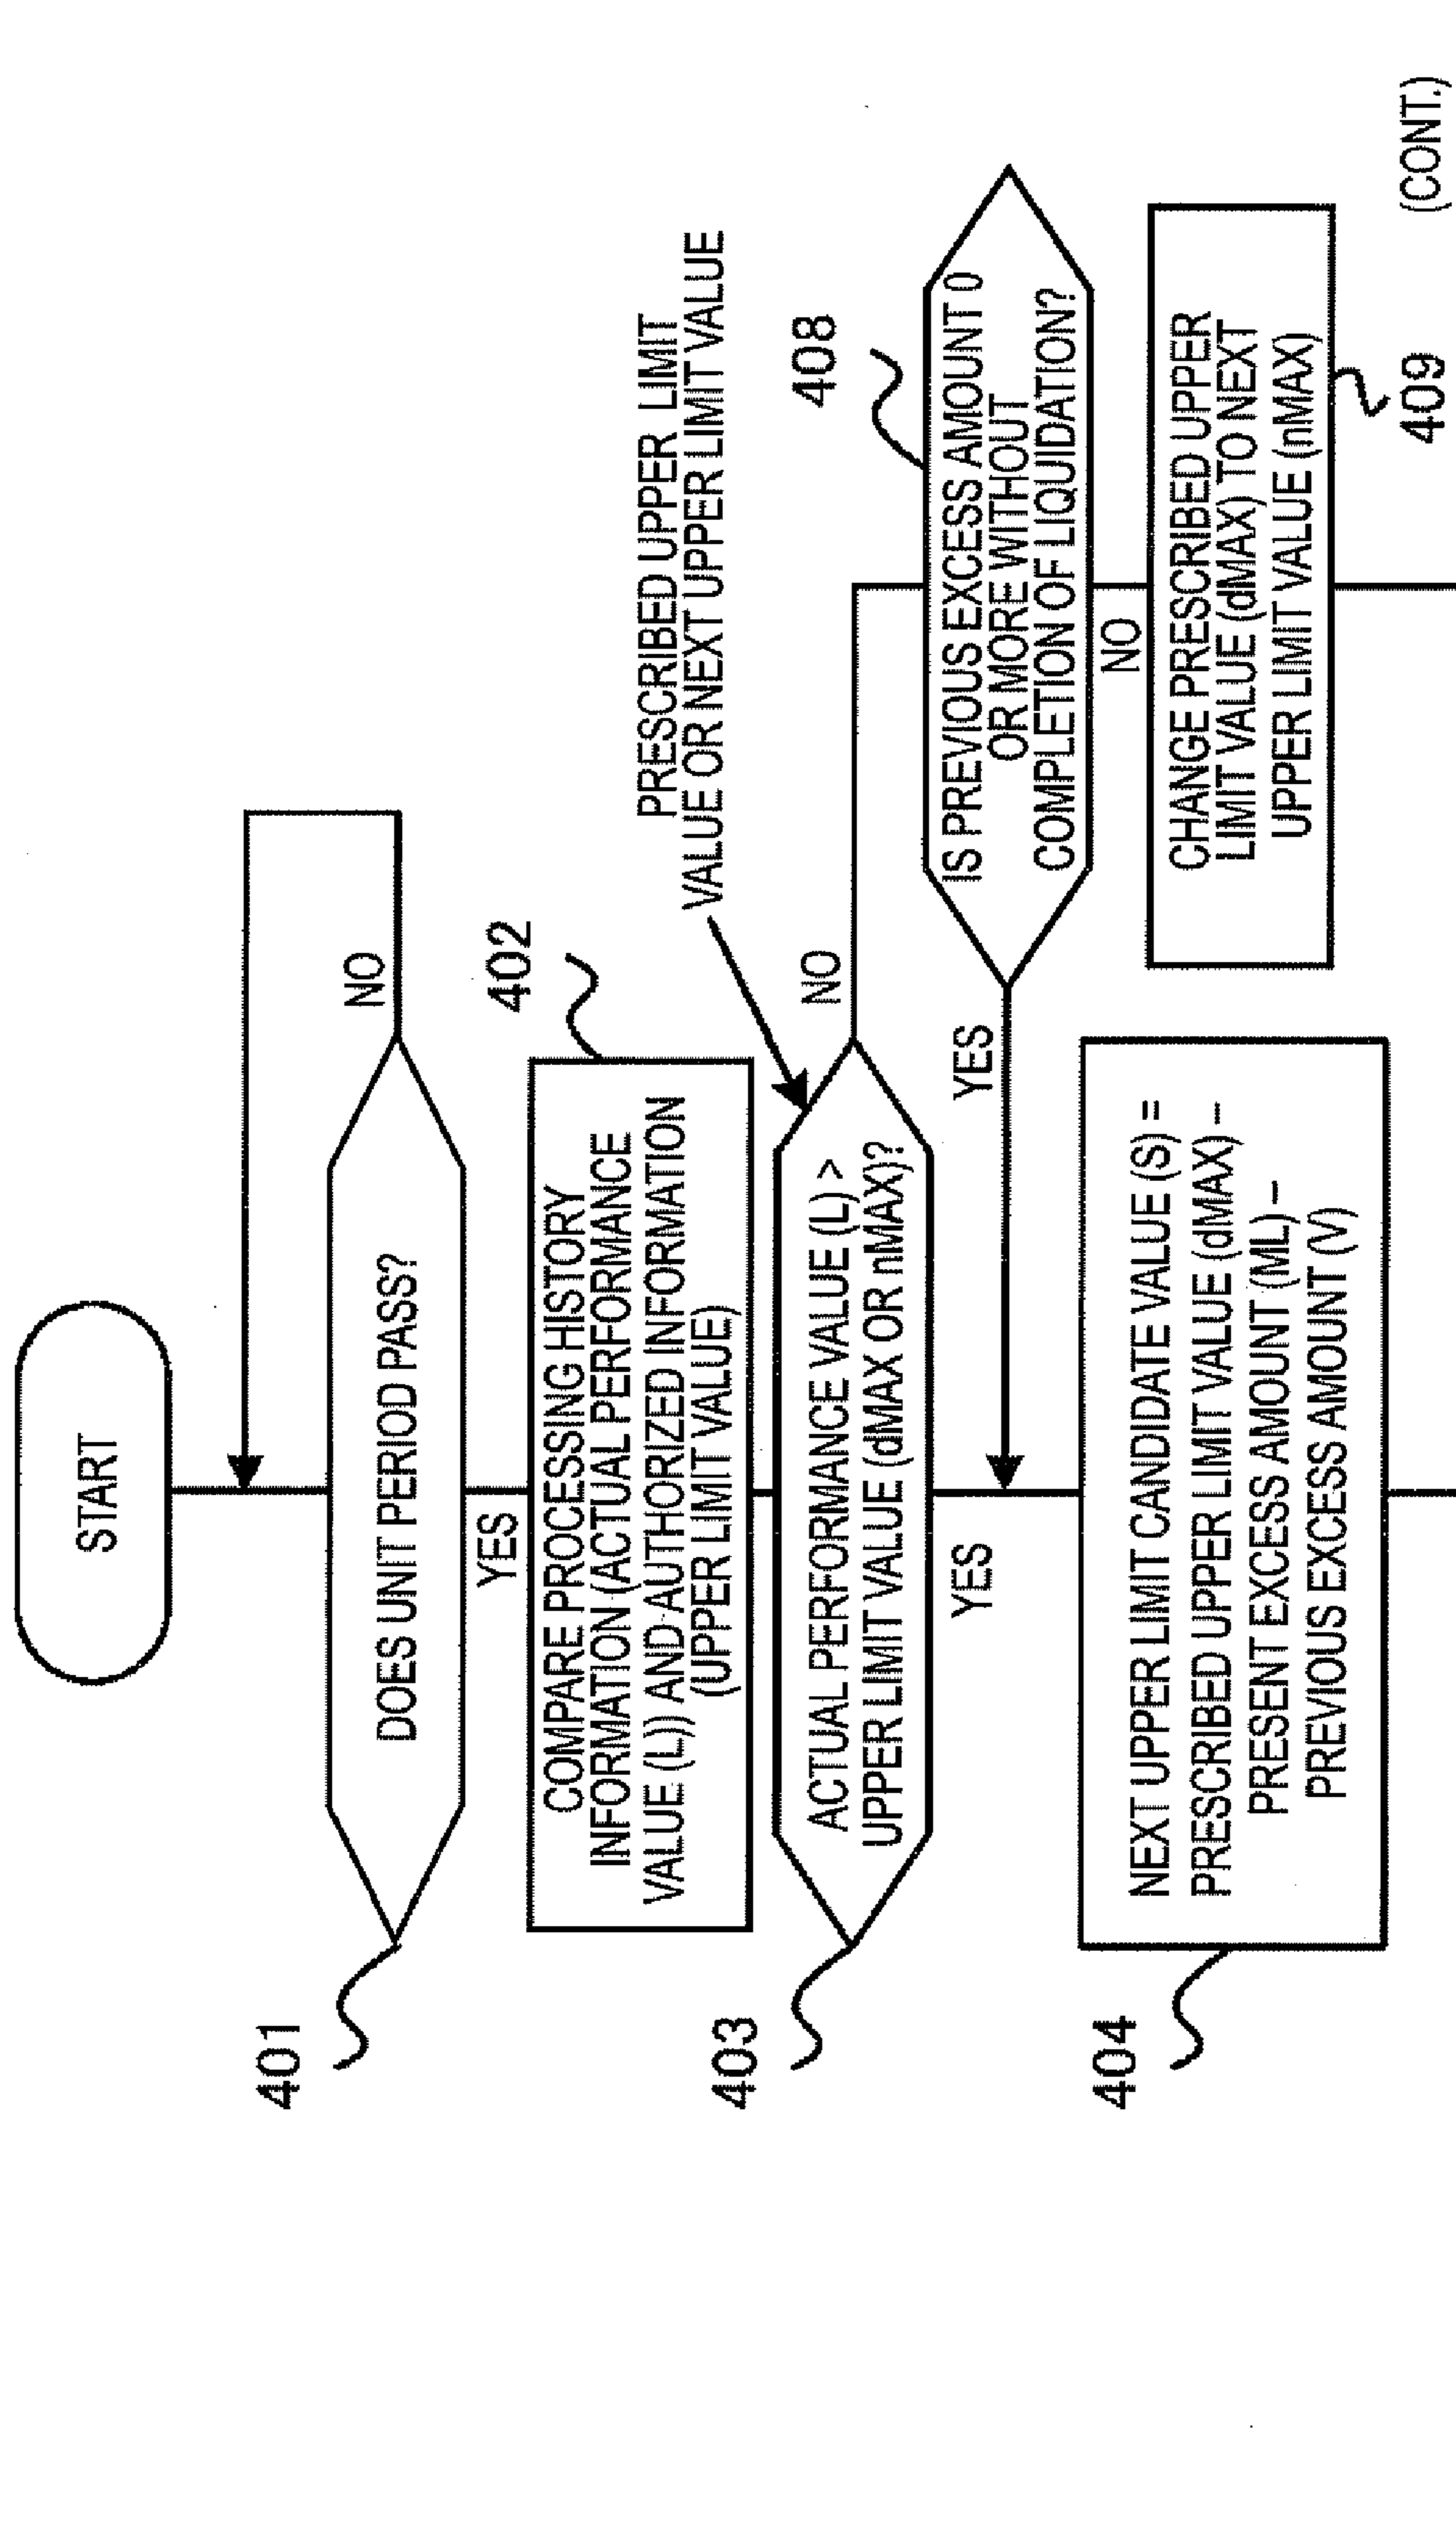 START
401
DOES UNIT PERIOD PASS?
NO
YES
402
COMPARE PROCESSING HISTORY
INFORMATION (ACTUAL PERFORMANCE
VALUE (L)) AND AUTHORIZED INFORMATION
(UPPER LIMIT VALUE)
PRESCRIBED UPPER LIMIT
VALUE OR NEXT UPPER LIMIT VALUE
403
ACTUAL PERFORMANCE VALUE (L) >
UPPER LIMIT VALUE (dMAX OR nMAX)?
NO
YES
408
IS PREVIOUS EXCESS AMOUNT 0
OR MORE WITHOUT
COMPLETION OF LIQUIDATION?
YES
NO
404
NEXT UPPER LIMIT CANDIDATE VALUE (S) =
PRESCRIBED UPPER LIMIT VALUE (dMAX) –
PRESENT EXCESS AMOUNT (ML) –
PREVIOUS EXCESS AMOUNT (V)
CHANGE PRESCRIBED UPPER
LIMIT VALUE (dMAX) TO NEXT
UPPER LIMIT VALUE (nMAX)
409
(CONT.)